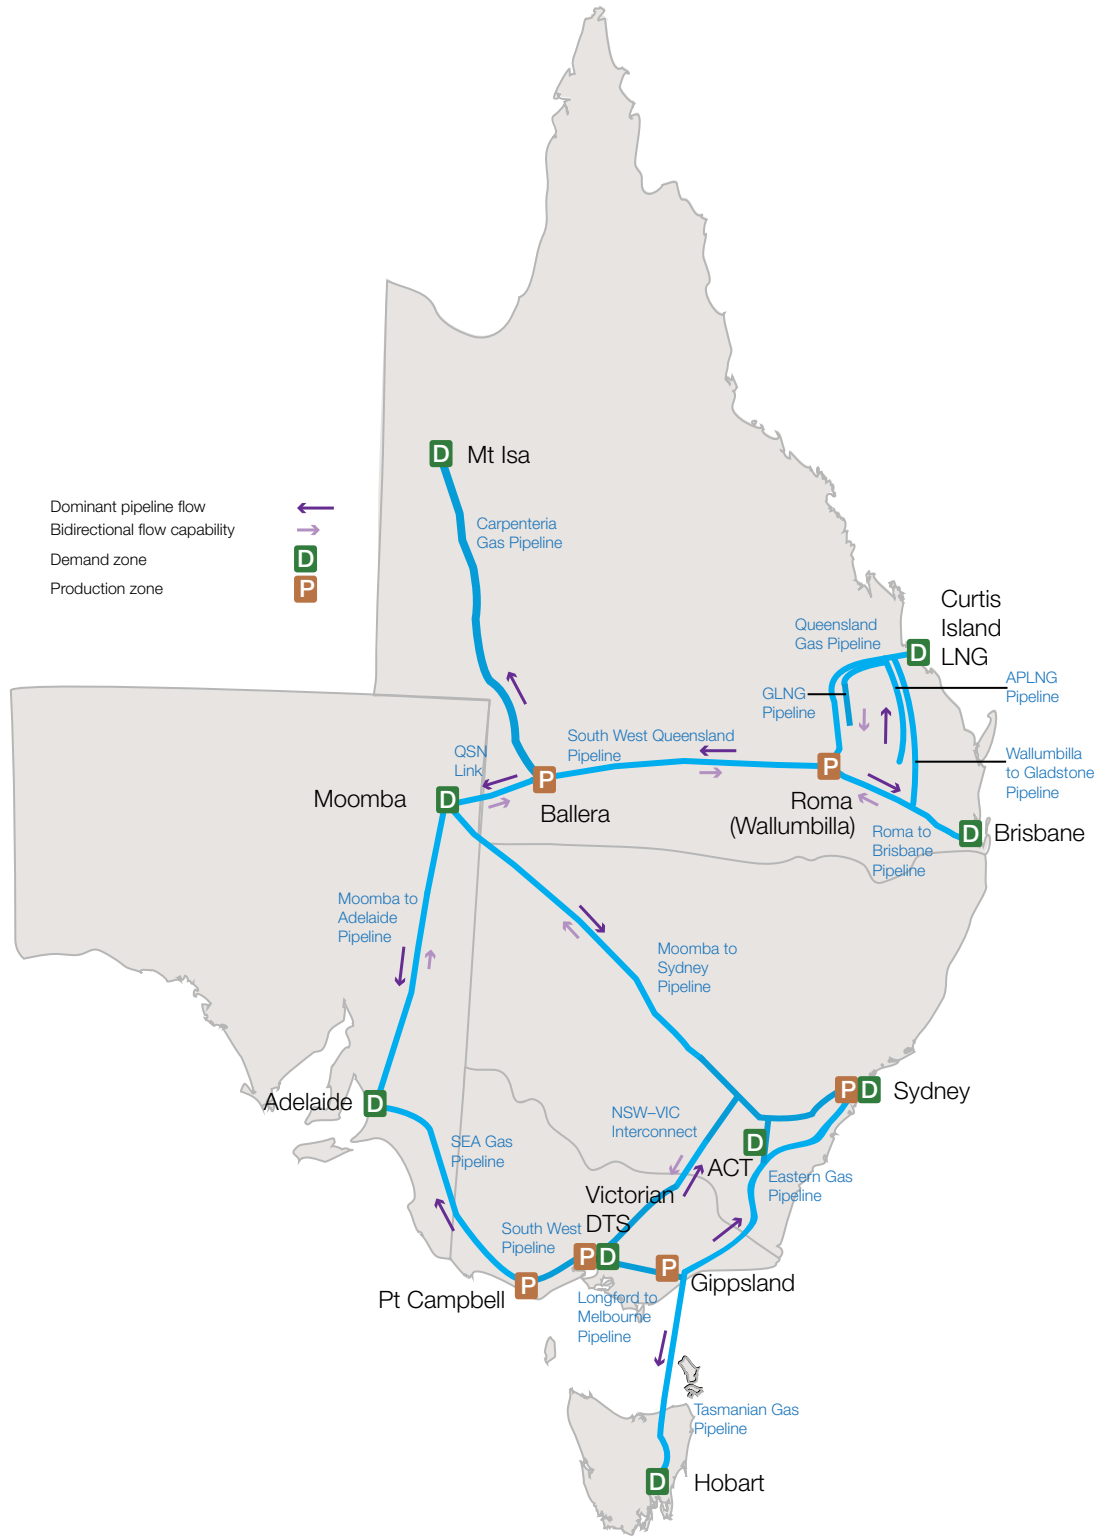 Dominant pipeline flow
Bidirectional flow capability
Demand zone
D
Production zone
P
D
Mt Isa
Carpenteria
Gas Pipeline
Curtis
Island
LNG
D
Queensland
Gas Pipeline
APLNG
Pipeline
GLNG
Pipeline
Wallumbilla
to Gladstone
Pipeline
South West Queensland
Pipeline
QSN
Link
P
Ballera
P
Roma
(Wallumbilla)
Moomba
D
D
Brisbane
Roma to
Brisbane
Pipeline
Moomba to
Adelaide
Pipeline
Moomba to
Sydney
Pipeline
Adelaide
D
P
D
Sydney
NSW–VIC
Interconnect
D
ACT
SEA Gas
Pipeline
Eastern Gas
Pipeline
Victorian
DTS
South West
Pipeline
P
D
P
Gippsland
P
Pt Campbell
Longford to
Melbourne
Pipeline
Tasmanian Gas
Pipeline
D
Hobart